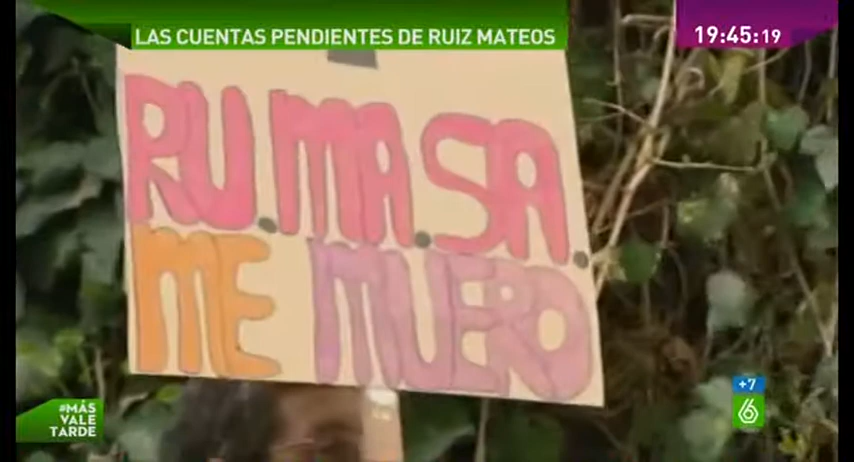 LAS CUENTAS PENDIENTES DE RUIZ MATEOS
19:45:19
RU.MA.SA.
ME MUERO
#MÁS
VALE
TARDE
+7
6